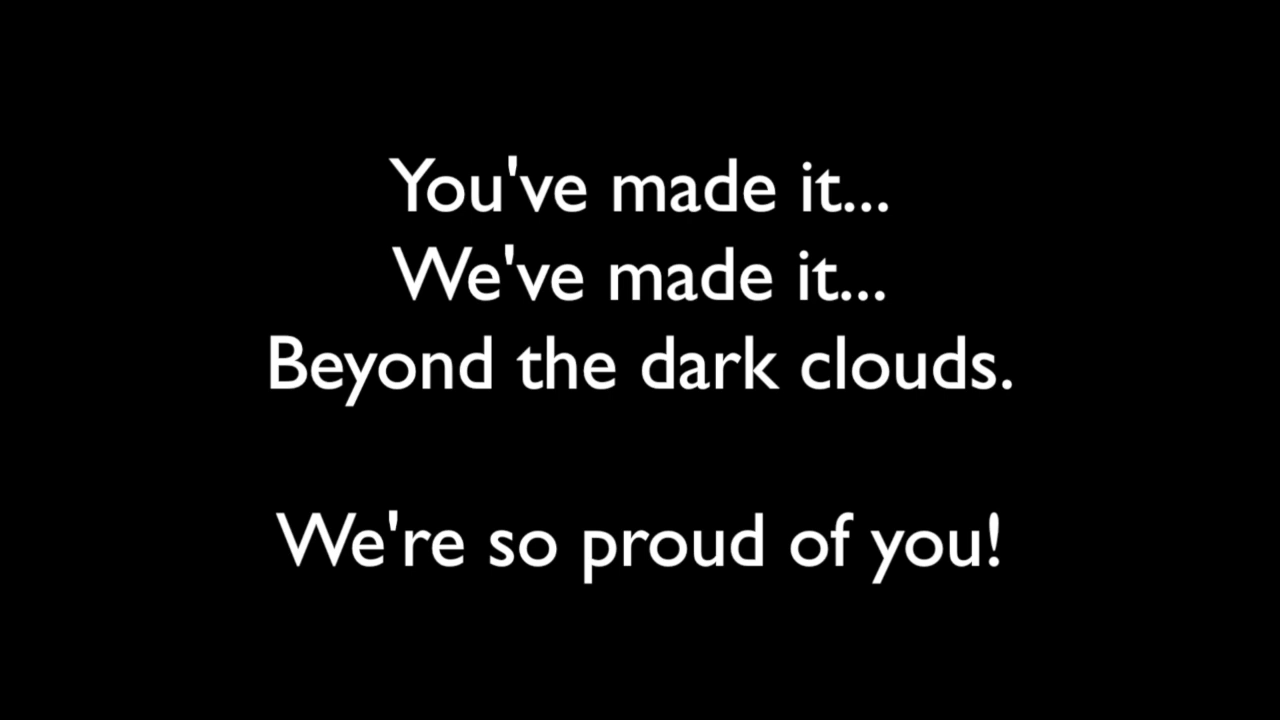 You've made it...
We've made it...
Beyond the dark clouds.
We're so proud of you!